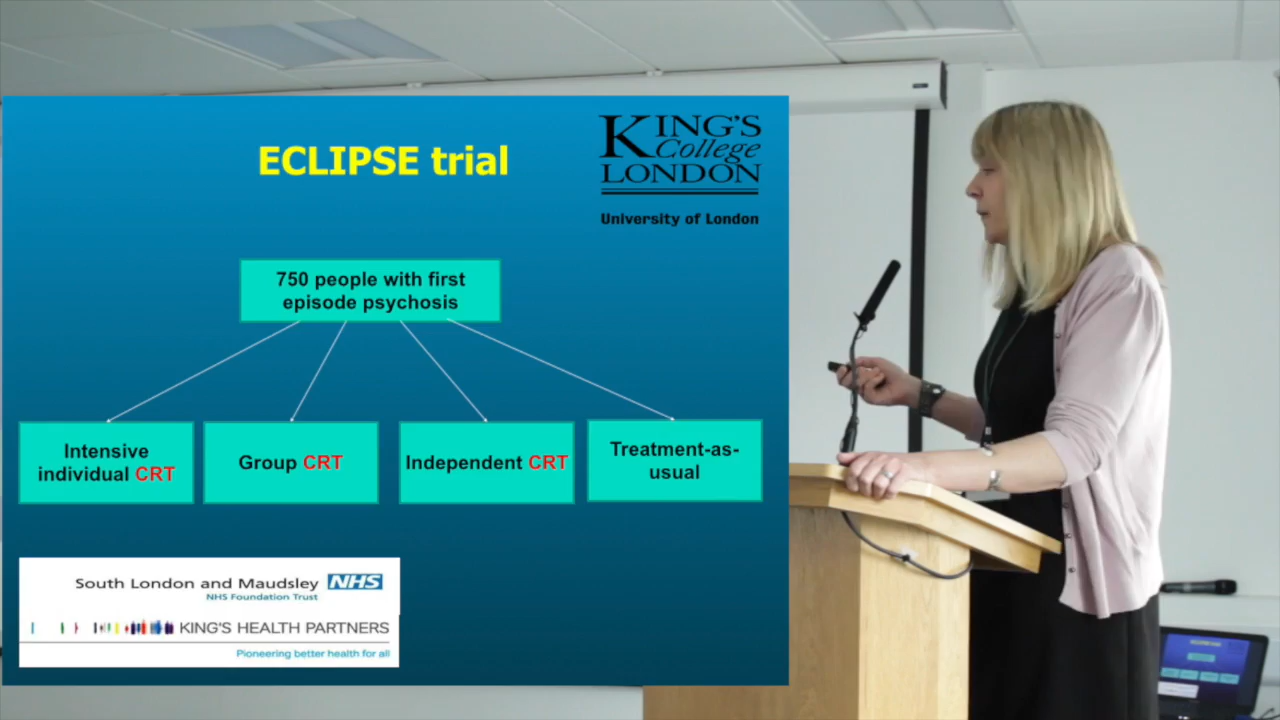 ECLIPSE trial
KING'S
College
LONDON
University of London
750 people with first
episode psychosis
Intensive
individual CRT
Group CRT
Independent CRT
Treatment-as-
usual
South London and Maudsley NHS
NHS Foundation Trust
KING'S HEALTH PARTNERS
Pioneering better health for all